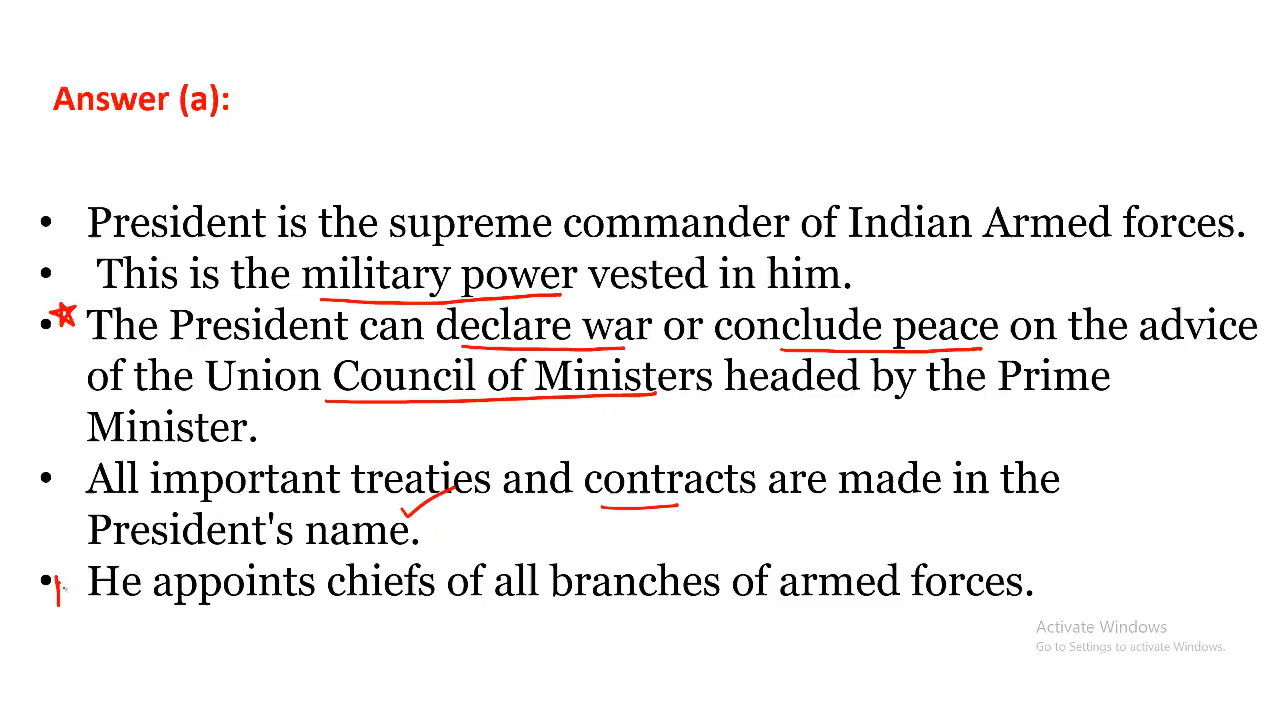 Answer (a):
• President is the supreme commander of Indian Armed forces.
• This is the military power vested in him.
• The President can declare war or conclude peace on the advice
of the Union Council of Ministers headed by the Prime
Minister.
• All important treaties and contracts are made in the
President's name.
• He appoints chiefs of all branches of armed forces.
Activate Windows
Go to Settings to activate Windows.